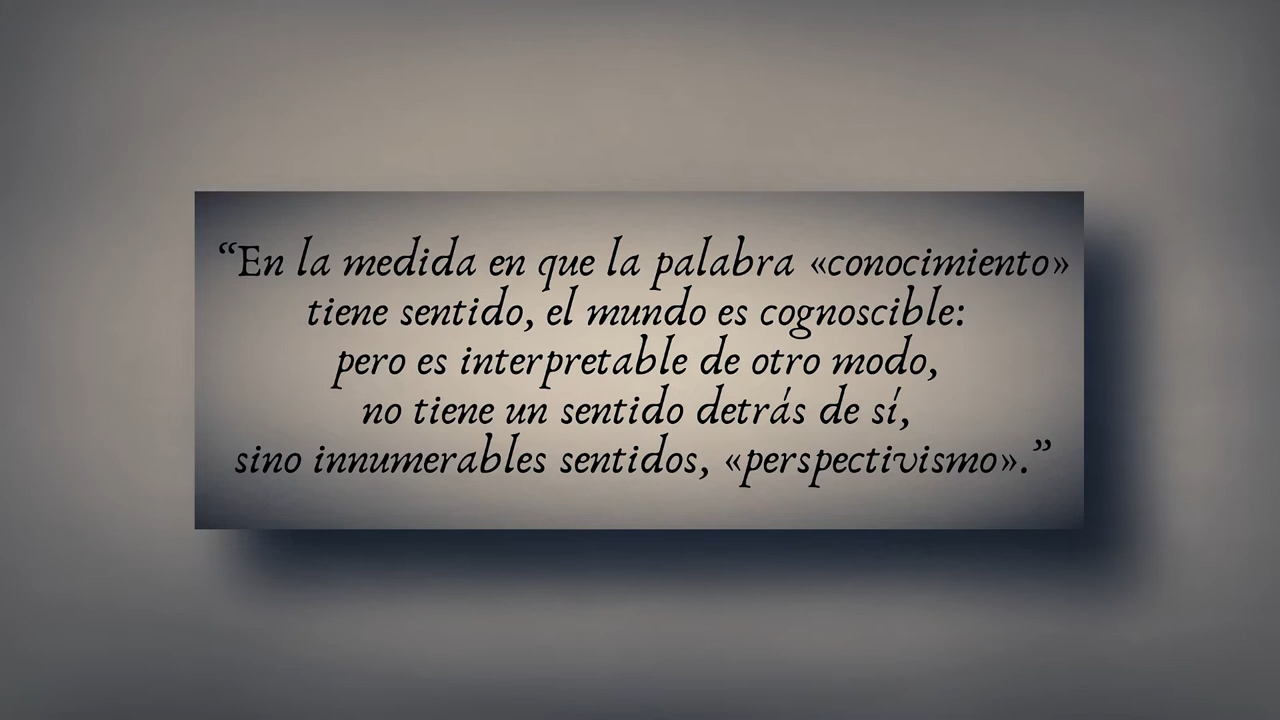 “En la medida en que la palabra «conocimiento»
tiene sentido, el mundo es cognoscible:
pero es interpretable de otro modo,
no tiene un sentido detrás de sí,
sino innumerables sentidos, «perspectivismo».”